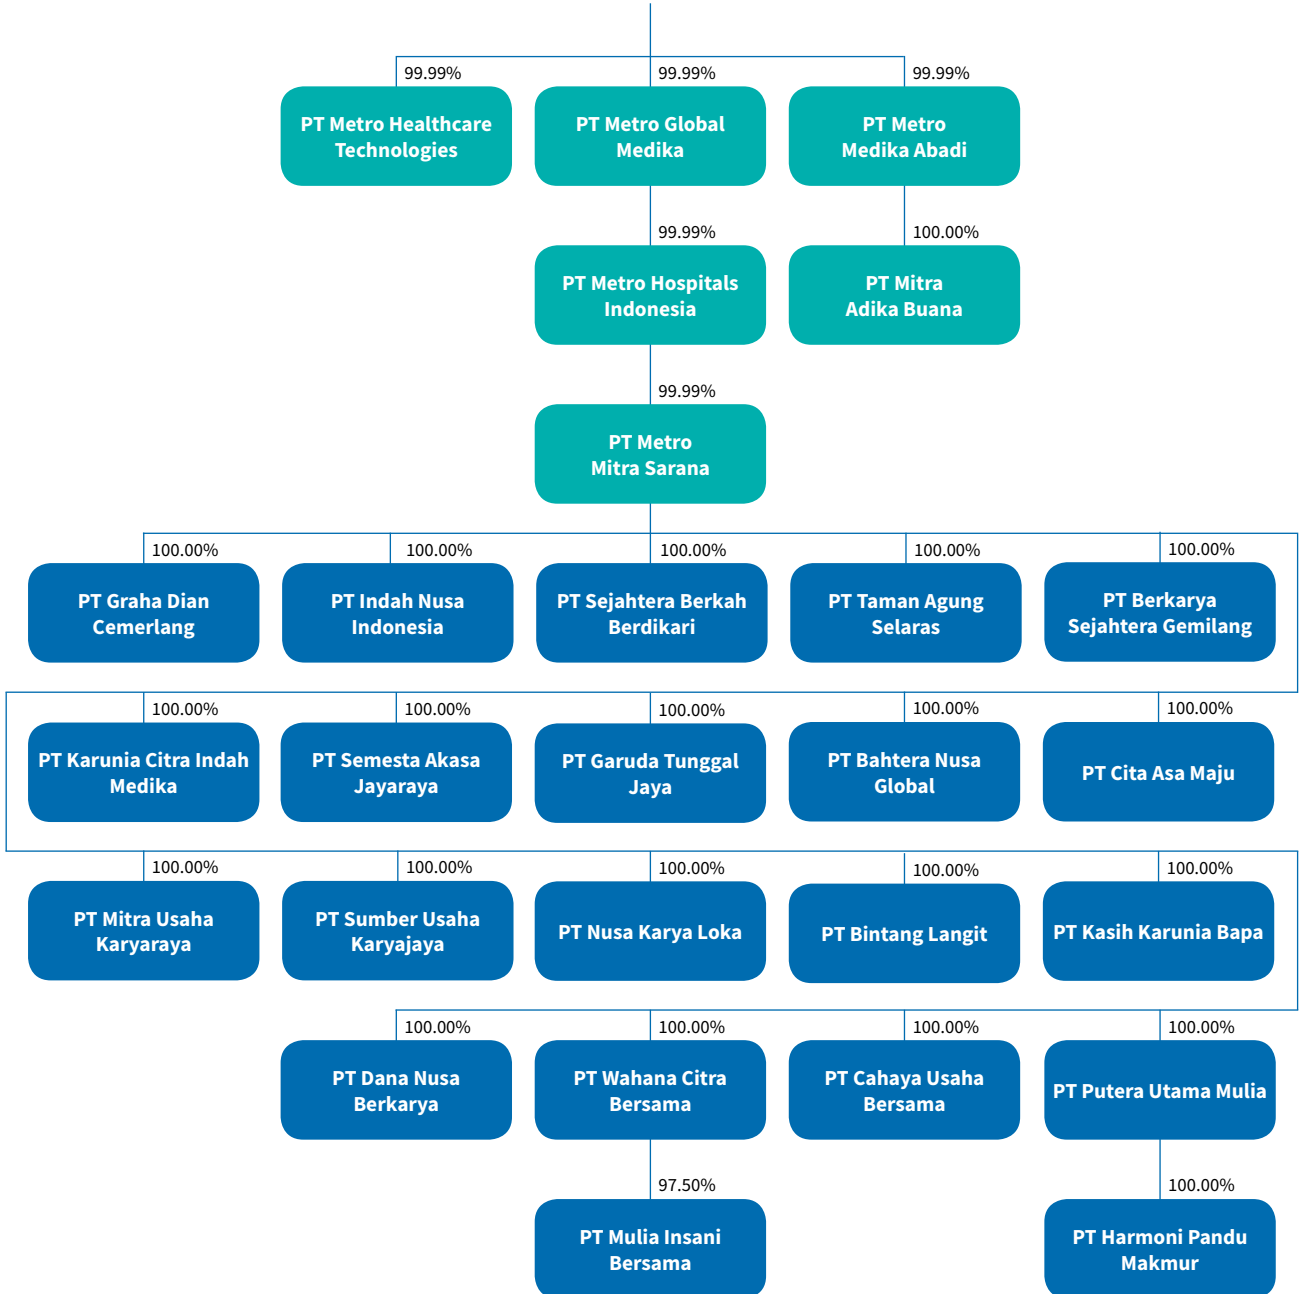 99.99%
99.99%
99.99%
PT Metro Healthcare
Technologies
PT Metro Global
Medika
PT Metro
Medika Abadi
99.99%
100.00%
PT Metro Hospitals
Indonesia
PT Mitra
Adika Buana
99.99%
PT Metro
Mitra Sarana
100.00%
100.00%
100.00%
100.00%
100.00%
PT Graha Dian
Cemerlang
PT Indah Nusa
Indonesia
PT Sejahtera Berkah
Berdikari
PT Taman Agung
Selaras
PT Berkarya
Sejahtera Gemilang
100.00%
100.00%
100.00%
100.00%
100.00%
PT Karunia Citra Indah
Medika
PT Semesta Akasa
Jayaraya
PT Garuda Tunggal
Jaya
PT Bahtera Nusa
Global
PT Cita Asa Maju
100.00%
100.00%
100.00%
100.00%
100.00%
PT Mitra Usaha
Karyaraya
PT Sumber Usaha
Karyajaya
PT Nusa Karya Loka
PT Bintang Langit
PT Kasih Karunia Bapa
100.00%
100.00%
100.00%
100.00%
PT Dana Nusa
Berkarya
PT Wahana Citra
Bersama
PT Cahaya Usaha
Bersama
PT Putera Utama Mulia
97.50%
100.00%
PT Mulia Insani
Bersama
PT Harmoni Pandu
Makmur